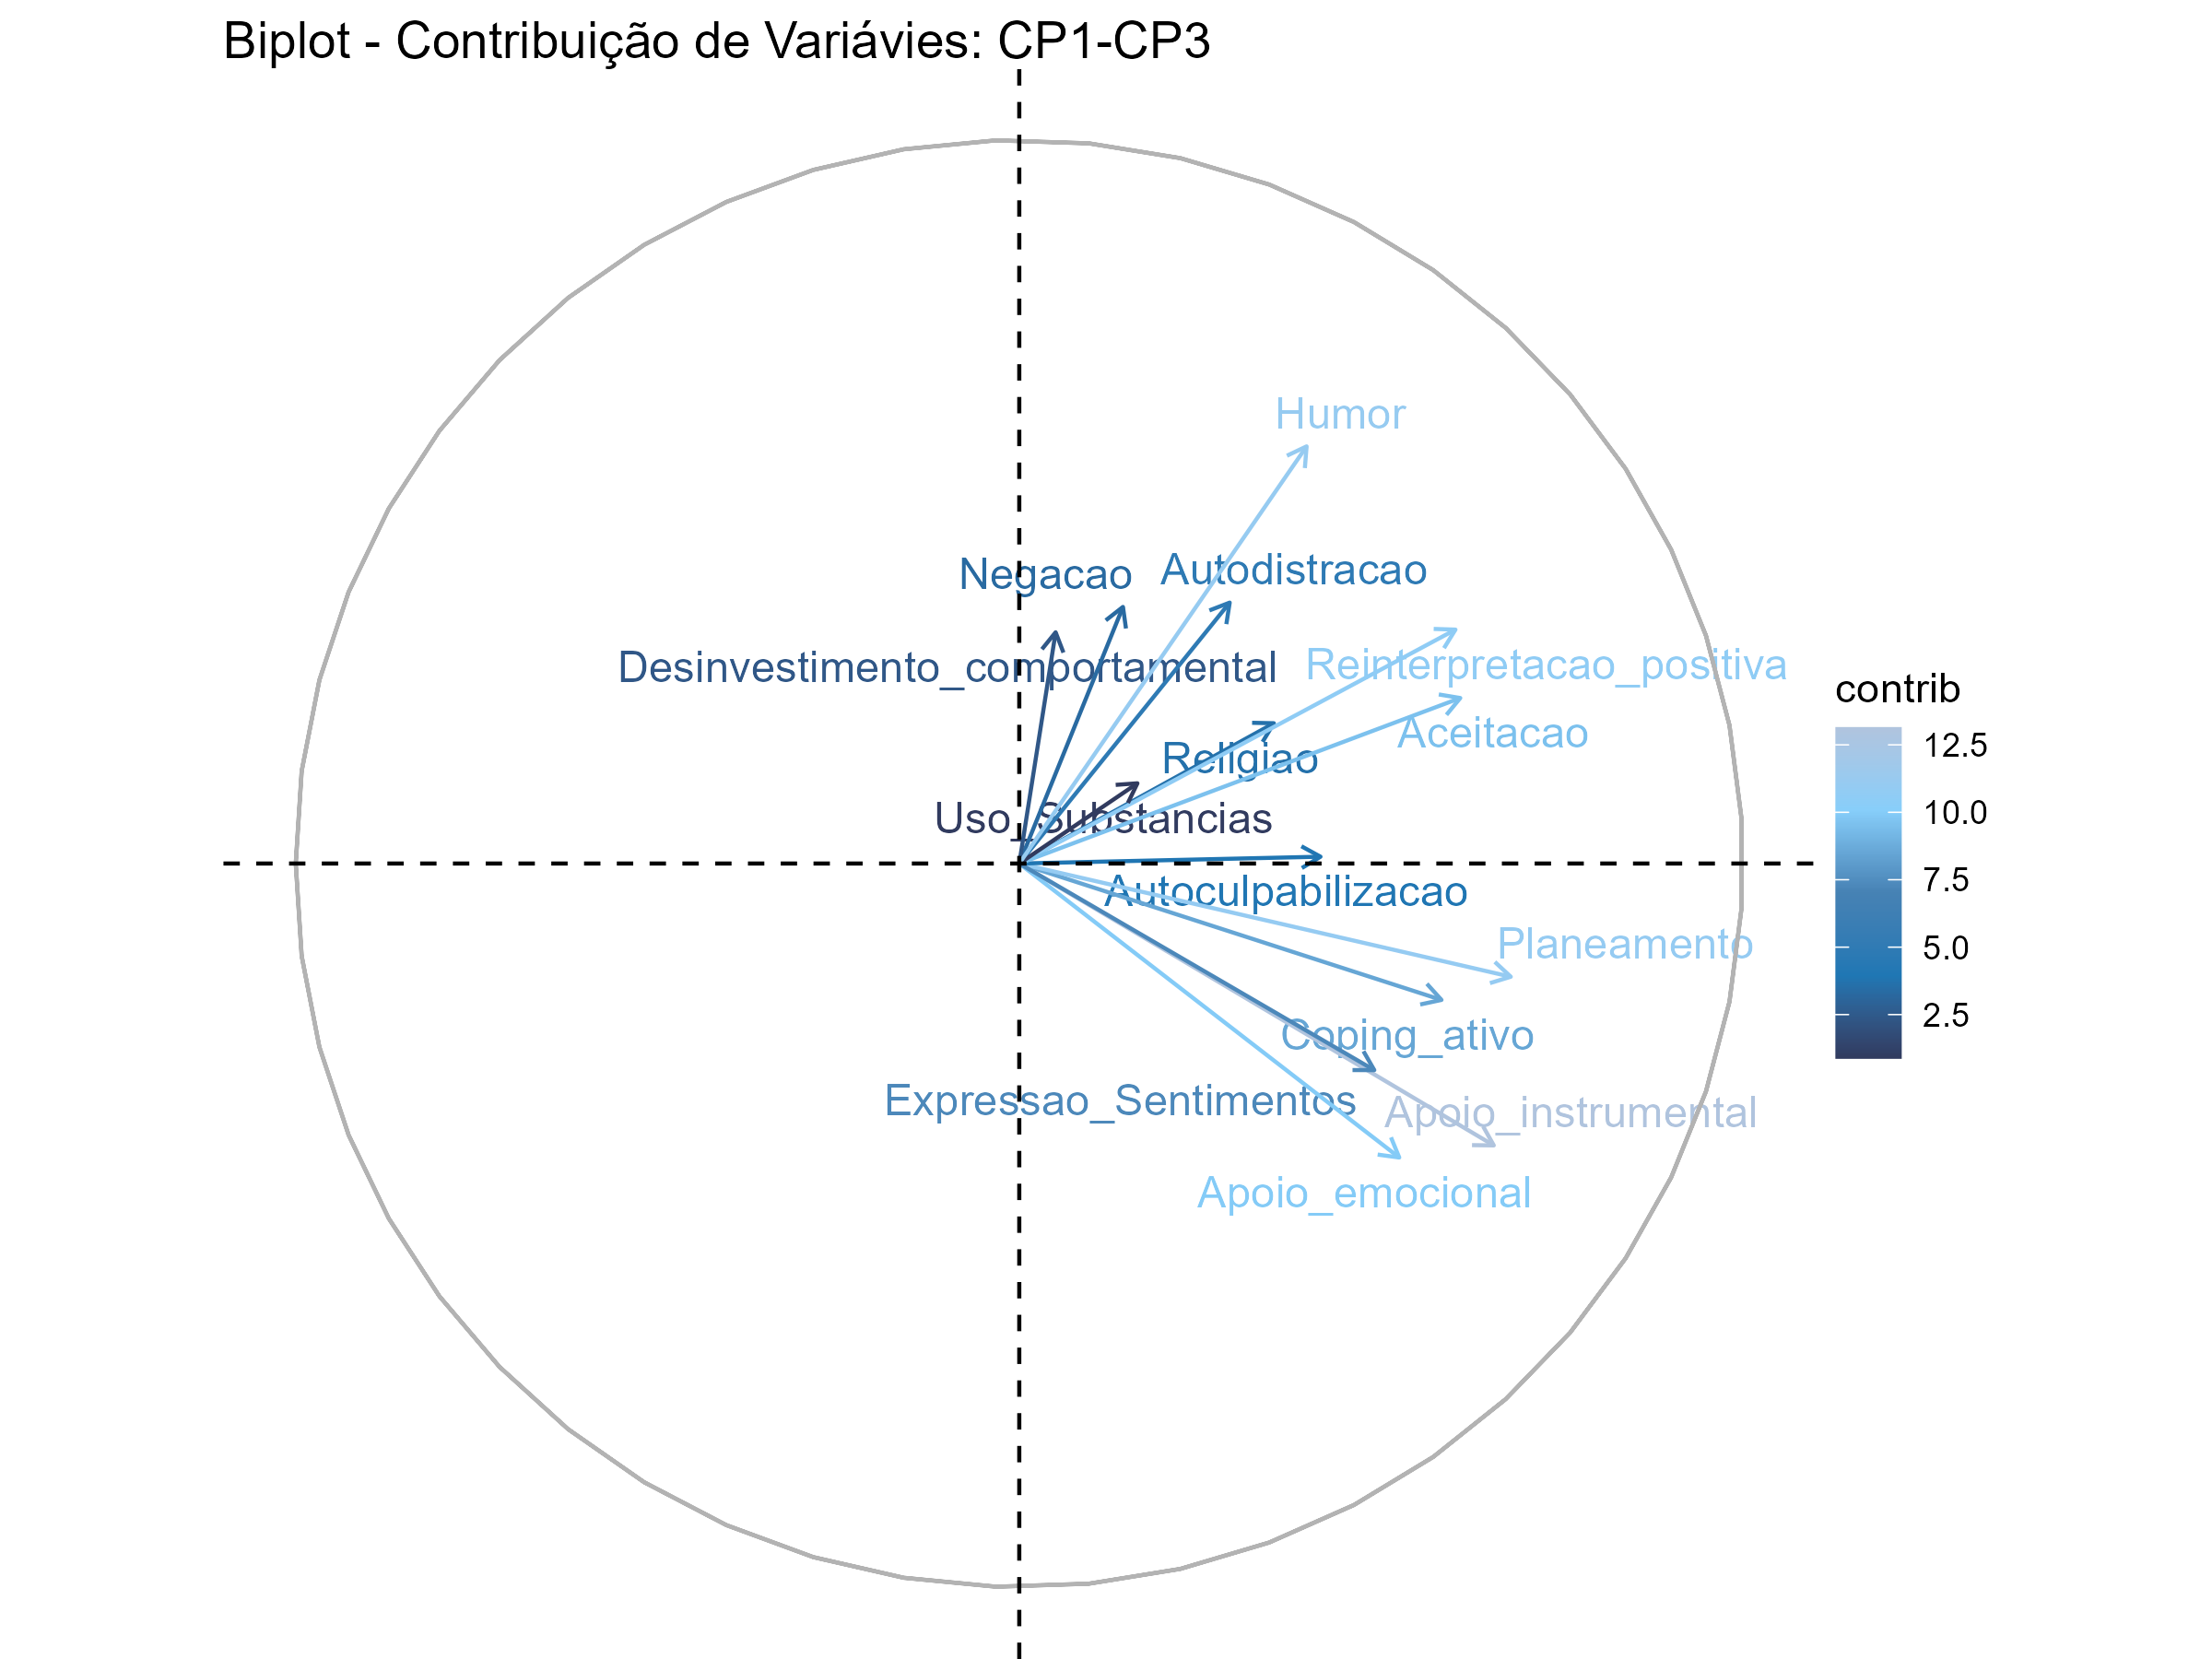 Biplot - Contribuição de Variávies: CP1-CP3
Humor
Negacao
Autodistracao
Desinvestimento_comportamental
Reinterpretacao_positiva
Aceitacao
Religiao
Uso_Substancias
Autoculpabilizacao
Planeamento
Coping_ativo
Expressao_Sentimentos
Apoio_instrumental
Apoio_emocional
contrib
12.5
10.0
7.5
5.0
2.5